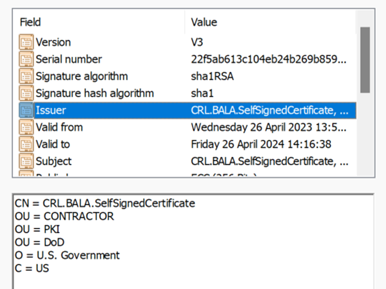 Field Value
Version V3
Serial number 22f5ab613c104eb24b269b859...
Signature algorithm sha1RSA
Signature hash algorithm sha1
Issuer CRL.BALA.SelfSignedCertificate, ...
Valid from Wednesday 26 April 2023 13:5...
Valid to Friday 26 April 2024 14:16:38
Subject CRL.BALA.SelfSignedCertificate, ...
CN = CRL.BALA.SelfSignedCertificate
OU = CONTRACTOR
OU = PKI
OU = DoD
O = U.S. Government
C = US